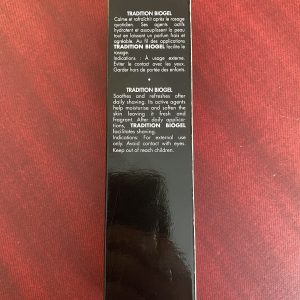 TRADITION BIOGEL
Calme et rafraîchit après le rasage
quotidien. Ses agents actifs
hydratent et assouplissent la peau
tout en laissant un parfum frais et
agréable. Au fil des applications
TRADITION BIOGEL facilite le
rasage.
Indications : A usage externe.
Eviter le contact avec les yeux.
Garder hors de portée des enfants.
•
TRADITION BIOGEL
Soothes and refreshes after
daily shaving. Its active agents
help moisturise and soften the
skin leaving it fresh and
fragrant. After daily applica-
tions, TRADITION BIOGEL
facilitates shaving.
Indications: For external use
only. Avoid contact with eyes.
Keep out of reach children.